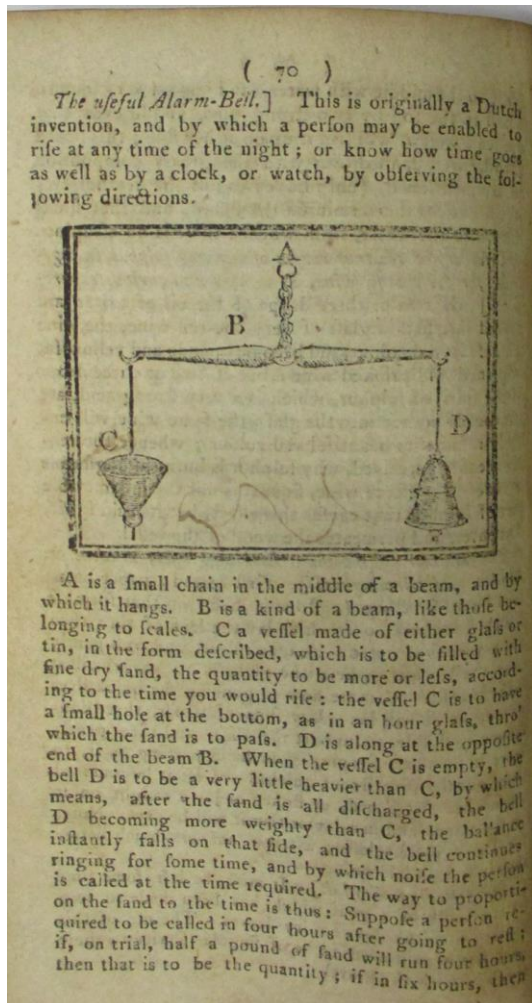 ( 70 )
The uſeful Alarm-Bell.] This is originally a Dutch
invention, and by which a perſon may be enabled to
riſe at any time of the night ; or know how time goes
as well as by a clock, or watch, by obſerving the fol-
lowing directions.
A
B
C
D
A is a ſmall chain in the middle of a beam, and by
which it hangs. B is a kind of a beam, like thoſe be-
longing to ſcales. C a veſſel made of either glaſs or
tin, in the form deſcribed, which is to be filled with
fine dry ſand, the quantity to be more or leſs, accord-
ing to the time you would riſe : the veſſel C is to have
a ſmall hole at the bottom, as in an hour glaſs, thro'
which the ſand is to paſs. D is along at the oppoſite
end of the beam B. When the veſſel C is empty, the
bell D is to be a very little heavier than C, by which
means, after the ſand is all diſcharged, the bell
D becoming more weighty than C, the balance
inſtantly falls on that ſide, and the bell continues
ringing for ſome time, and by which noiſe the perſon
is called at the time required. The way to proporti-
on the ſand to the time is thus : Suppoſe a perſon re-
quired to be called in four hours after going to reſt ;
if, on trial, half a pound of ſand will run four hours,
then that is to be the quantity ; if in ſix hours, then